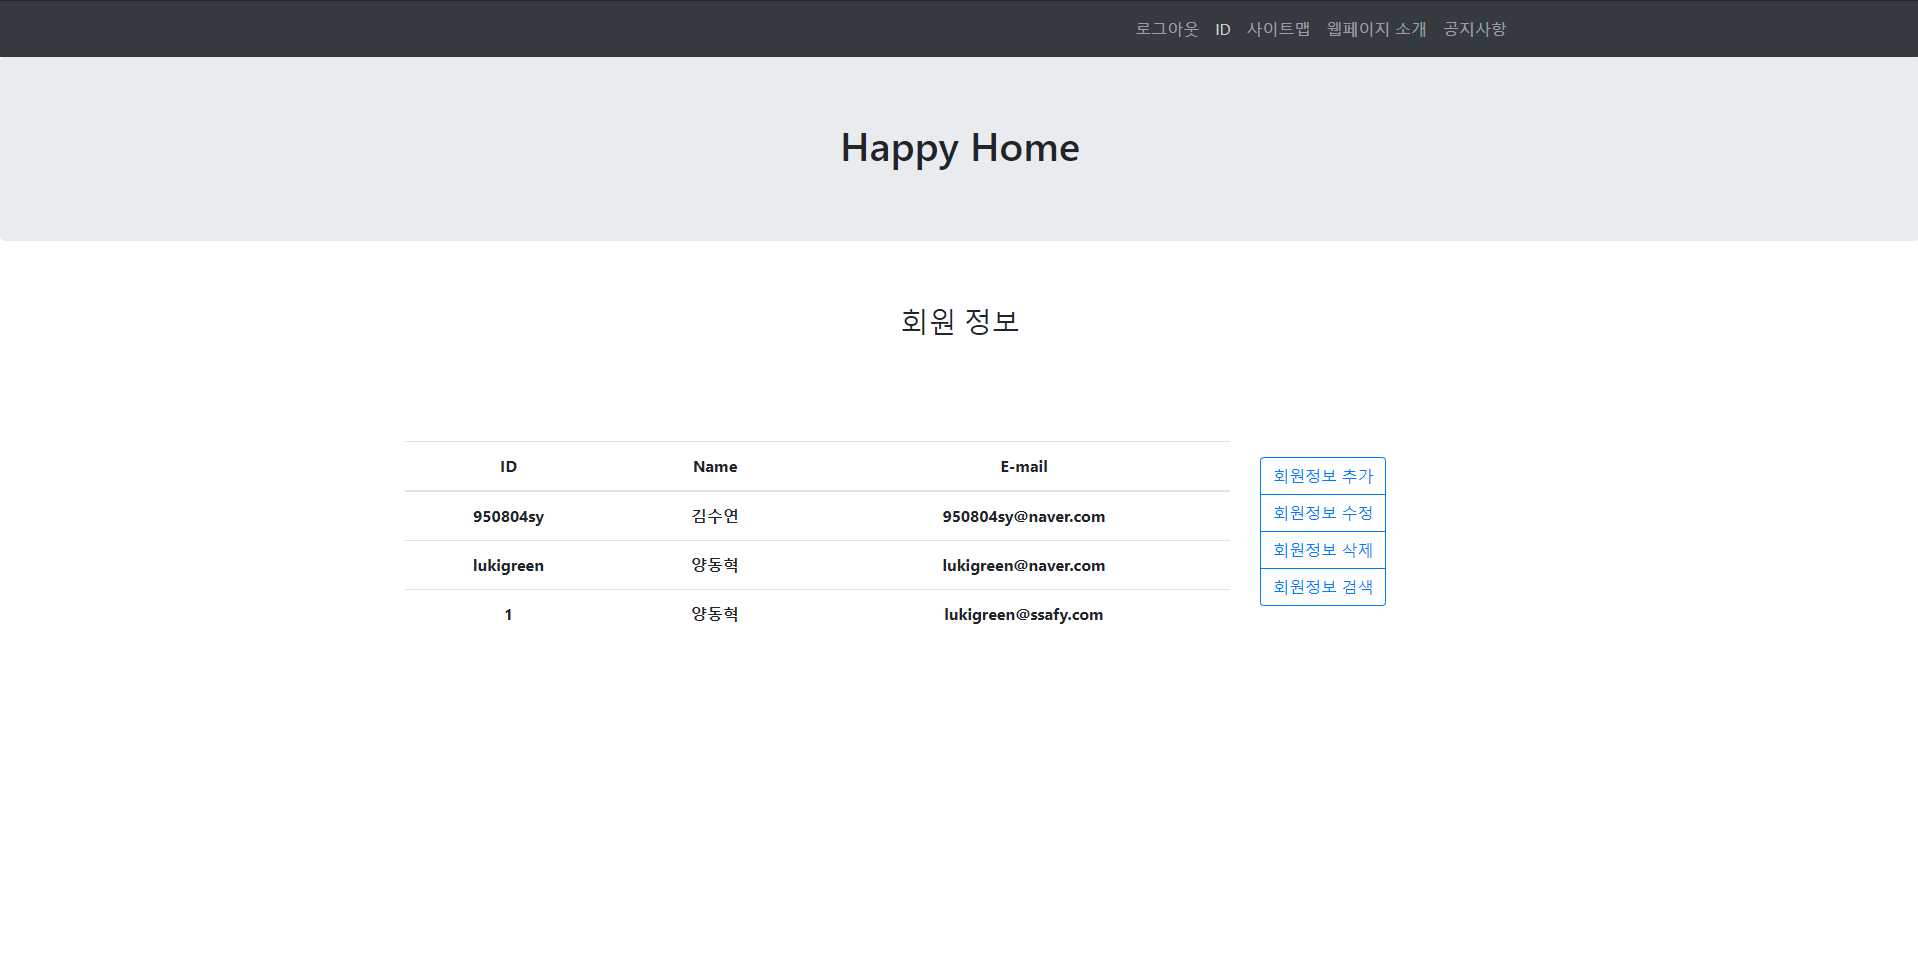 로그아웃 ID 사이트맵 웹페이지 소개 공지사항
Happy Home
회원 정보
ID Name E-mail
950804sy 김수연 950804sy@naver.com
lukigreen 양동혁 lukigreen@naver.com
1 양동혁 lukigreen@ssafy.com
회원정보 추가
회원정보 수정
회원정보 삭제
회원정보 검색